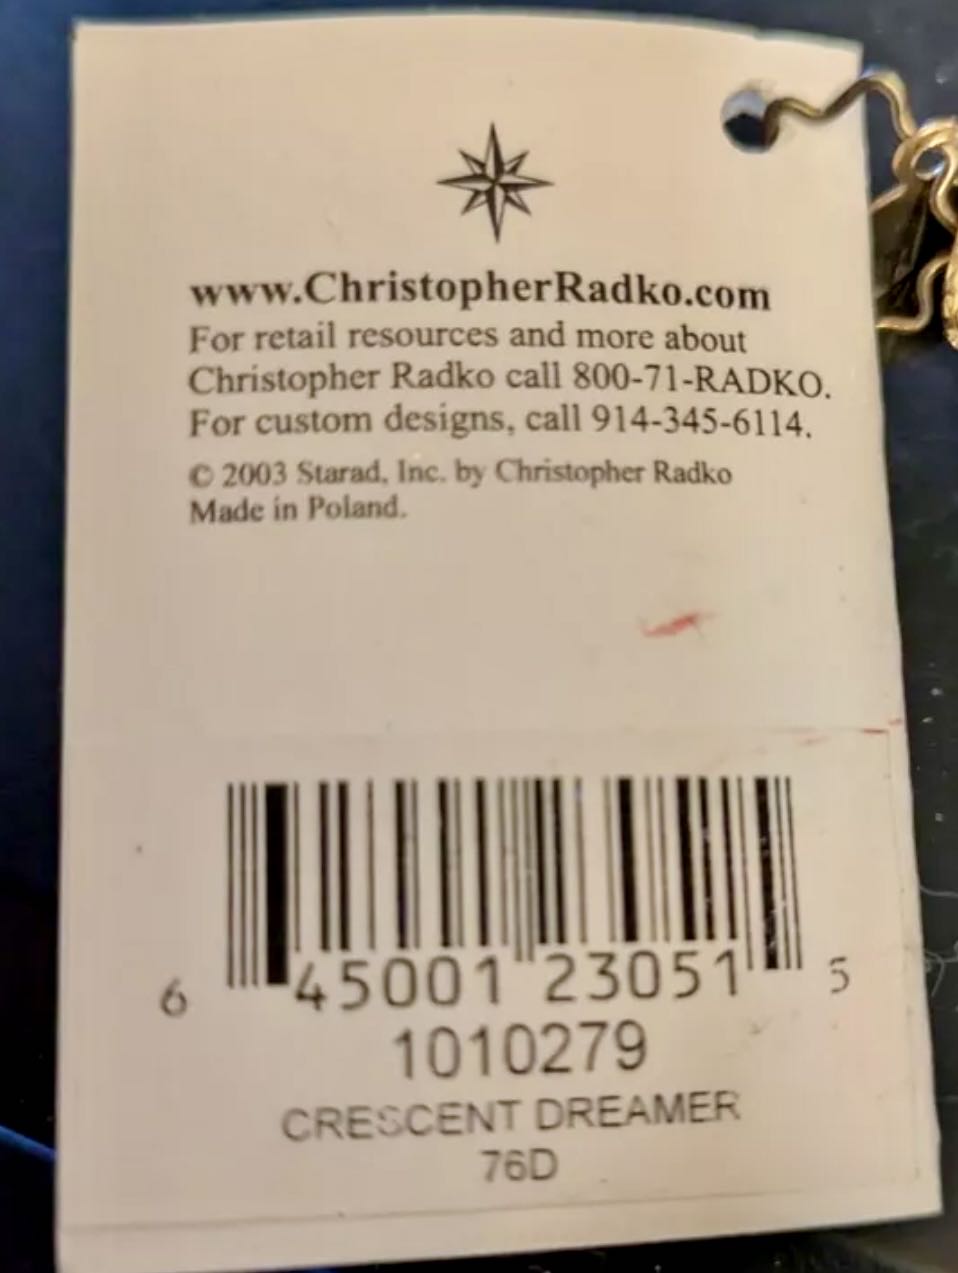 www.ChristopherRadko.com
For retail resources and more about
Christopher Radko call 800-71-RADKO.
For custom designs, call 914-345-6114.
© 2003 Starad, Inc. by Christopher Radko
Made in Poland.
6 45001 23051 5
1010279
CRESCENT DREAMER
76D